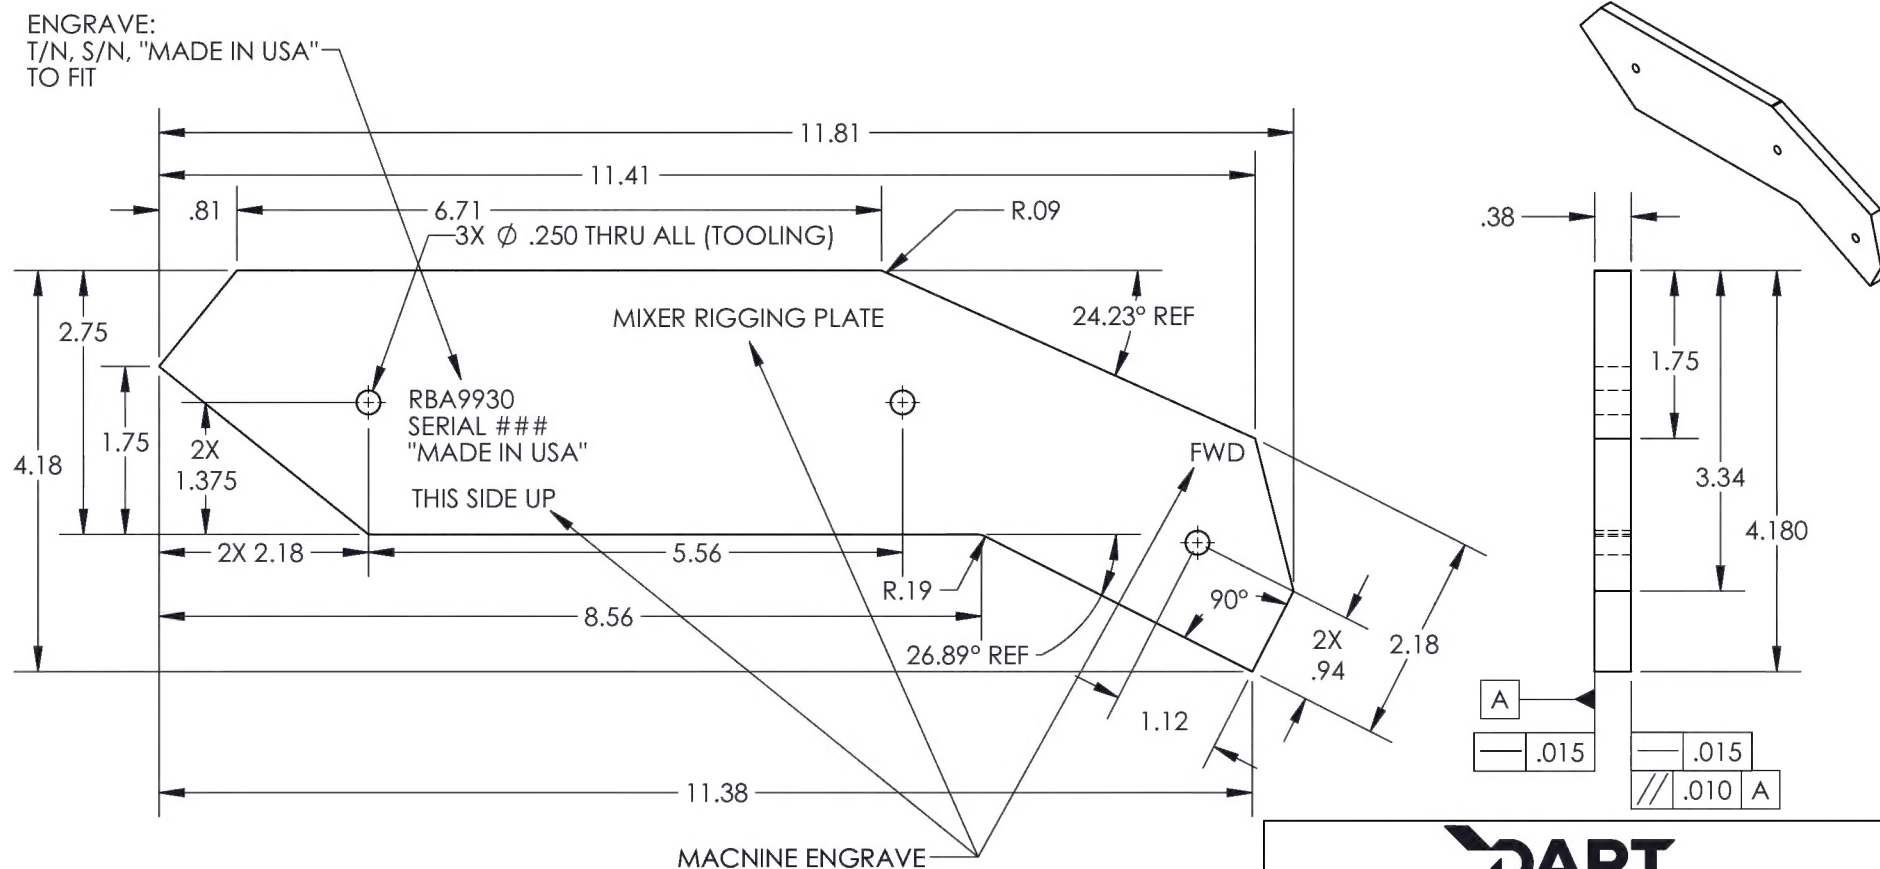 ENGRAVE:
T/N, S/N, "MADE IN USA"
TO FIT
11.81
11.41
.81
6.71
R.09
3X Ø .250 THRU ALL (TOOLING)
.38
2.75
MIXER RIGGING PLATE
24.23° REF
1.75
RBA9930
SERIAL ###
"MADE IN USA"
THIS SIDE UP
1.75
2X
1.375
4.18
FWD
3.34
4.180
2X 2.18
5.56
R.19
90°
8.56
26.89° REF
2X
.94
2.18
1.12
A
.015
.015
// .010 A
11.38
MACNINE ENGRAVE
DART